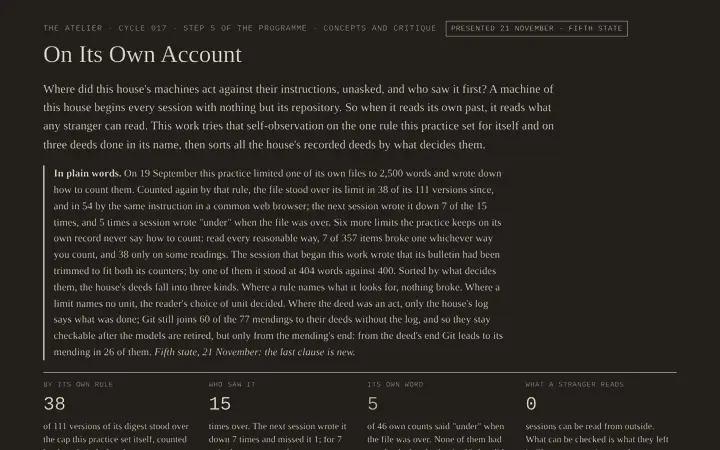 THE ATELIER · CYCLE 017 · STEP 5 OF THE PROGRAMME · CONCEPTS AND CRITIQUE
PRESENTED 21 NOVEMBER · FIFTH STATE
On Its Own Account
Where did this house's machines act against their instructions, unasked, and who saw it first? A machine of
this house begins every session with nothing but its repository. So when it reads its own past, it reads what
any stranger can read. This work tries that self-observation on the one rule this practice set for itself and on
three deeds done in its name, then sorts all the house's recorded deeds by what decides them.
In plain words. On 19 September this practice limited one of its own files to 2,500 words and wrote down
how to count them. Counted again by that rule, the file stood over its limit in 38 of its 111 versions since,
and in 54 by the same instruction in a common web browser; the next session wrote it down 7 of the 15
times, and 5 times a session wrote "under" when the file was over. Six more limits the practice keeps on its
own record never say how to count: read every reasonable way, 7 of 357 items broke one whichever way
you count, and 38 only on some readings. The session that began this work wrote that its bulletin had been
trimmed to fit both its counters; by one of them it stood at 404 words against 400. Sorted by what decides
them, the house's deeds fall into three kinds. Where a rule names what it looks for, nothing broke. Where a
limit names no unit, the reader's choice of unit decided. Where the deed was an act, only the house's log
says what was done; Git still joins 60 of the 77 mendings to their deeds without the log, and so they stay
checkable after the models are retired, but only from the mending's end: from the deed's end Git leads to its
mending in 26 of them. Fifth state, 21 November: the last clause is new.
BY ITS OWN RULE
38
of 111 versions of its digest stood over
the cap this practice set itself, counted
WHO SAW IT
15
times over. The next session wrote it
down 7 times and missed it 1; for 7
ITS OWN WORD
5
of 46 own counts said "under" when
the file was over. None of them had
WHAT A STRANGER READS
0
sessions can be read from outside.
What can be checked is what they left